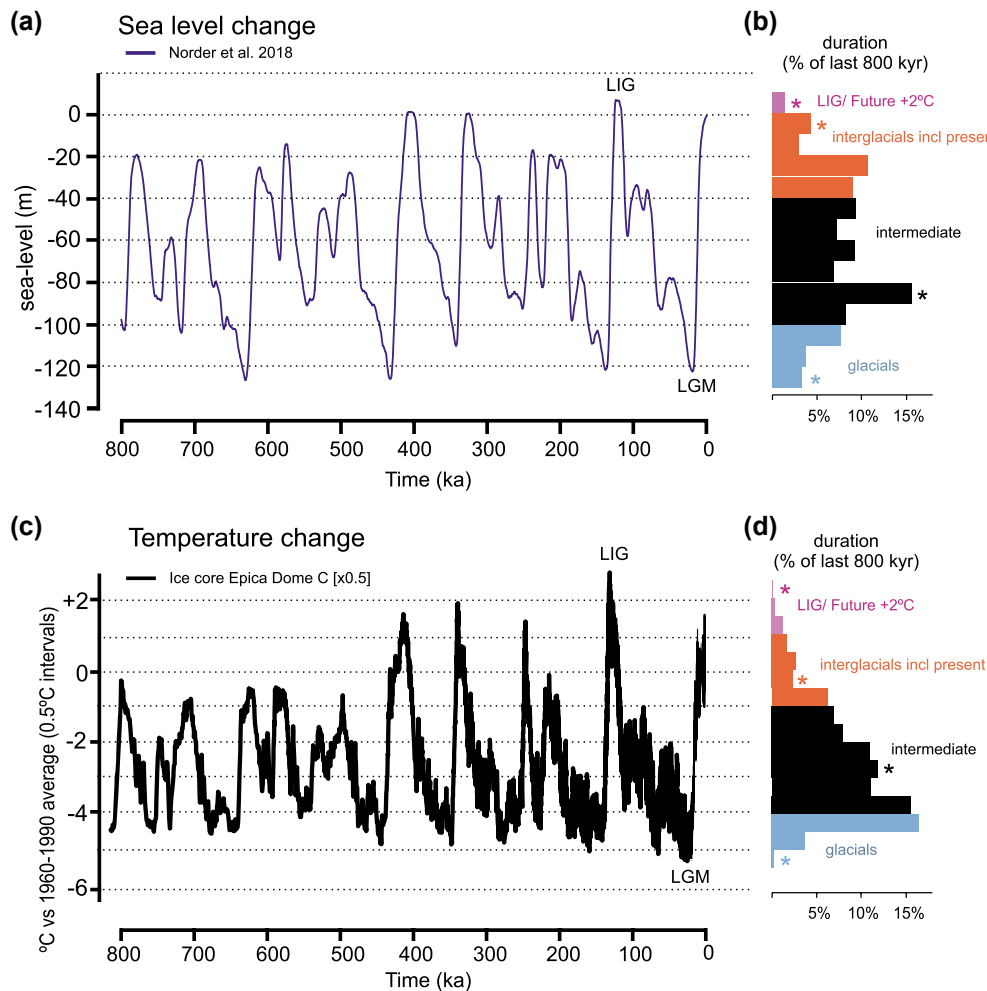 (a)
Sea level change
Norder et al. 2018
sea-level (m)
0
-20
-40
-60
-80
-100
-120
-140
LIG
LGM
800 700 600 500 400 300 200 100 0
Time (ka)
(b)
duration
(% of last 800 kyr)
* LIG/ Future +2ºC
*
interglacials incl preser
intermediate
*
glacials
*
5% 10% 15%
(c)
Temperature change
Ice core Epica Dome C [x0.5]
ºC vs 1960-1990 average (0.5ºC intervals)
+2
0
-2
-4
-6
LIG
LGM
800 700 600 500 400 300 200 100 0
Time (ka)
(d)
duration
(% of last 800 kyr)
*
LIG/ Future +2ºC
interglacials incl present
*
intermediate
*
glacials
*
5% 10% 15%